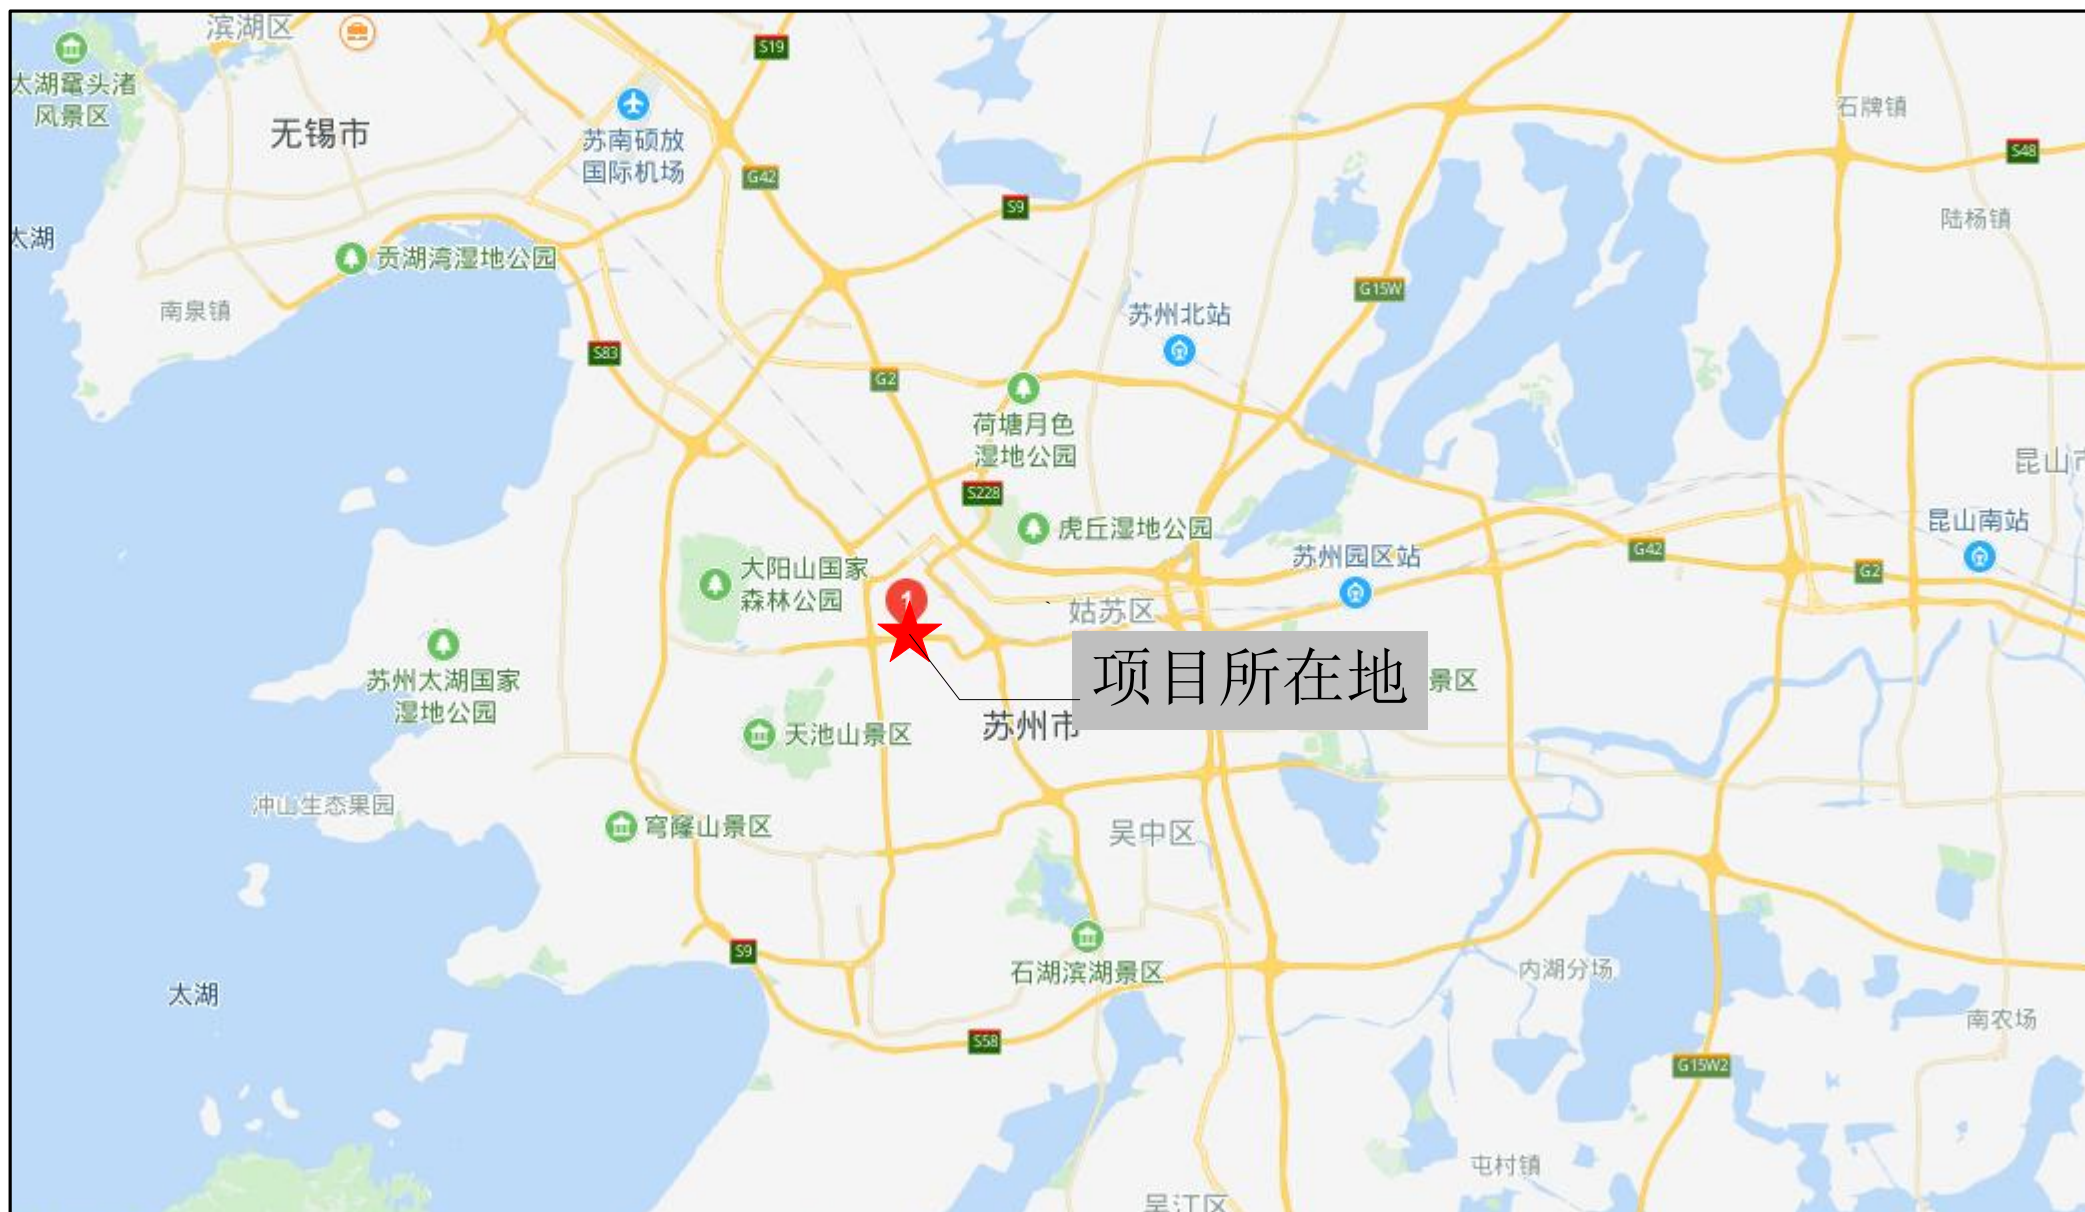 滨湖区
S19
太湖鼋头渚
风景区
石牌镇
无锡市
苏南硕放
国际机场
S48
G42
S9
陆杨镇
太湖
贡湖湾湿地公园
G15W
南泉镇
苏州北站
S83
G2
荷塘月色
湿地公园
昆山市
S228
虎丘湿地公园
昆山南站
苏州园区站
G42
大阳山国家
森林公园
G2
1
姑苏区
苏州太湖国家
湿地公园
项目所在地
景区
苏州市
天池山景区
冲山生态果园
穹窿山景区
吴中区
S9
石湖滨湖景区
内湖分场
太湖
南农场
S58
G15W2
屯村镇
吴江区